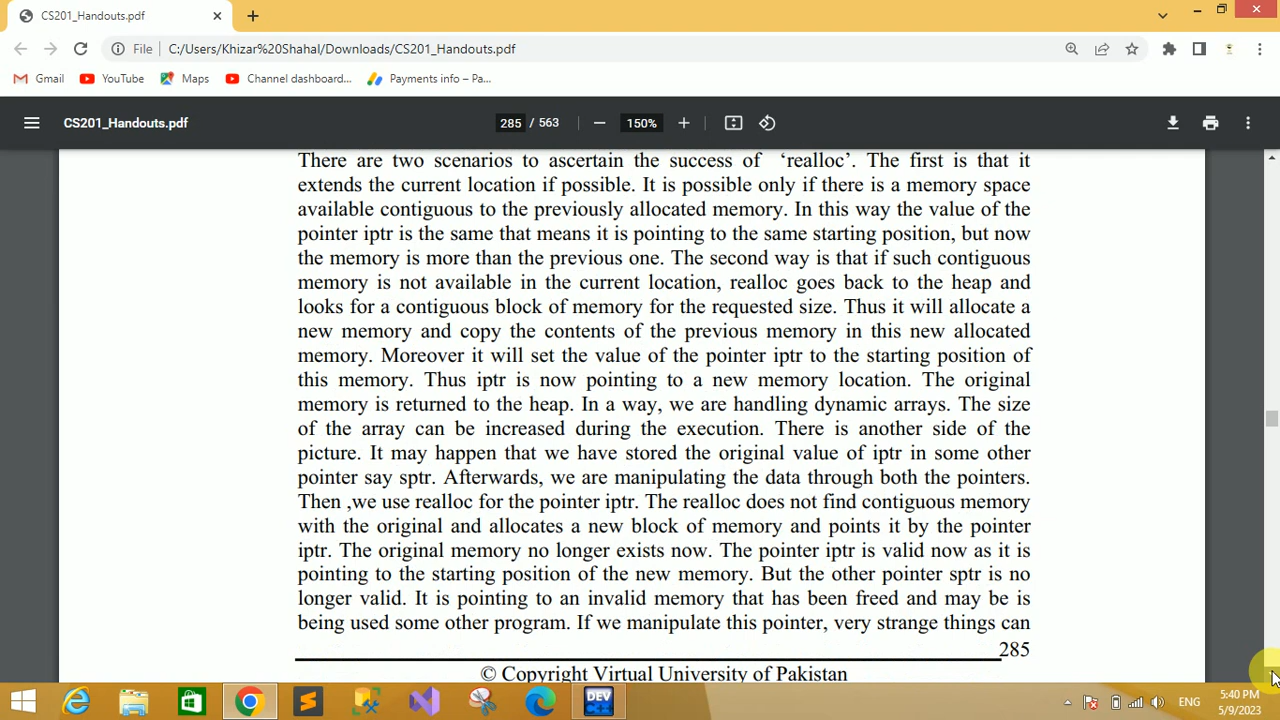 CS201_Handouts.pdf
File
C:/Users/Khizar%20Shahal/Downloads/CS201_Handouts.pdf
Gmail
YouTube
Maps
Channel dashboard...
Payments info – Pa...
CS201_Handouts.pdf
285 / 563
150%
There are two scenarios to ascertain the success of ‘realloc’. The first is that it
extends the current location if possible. It is possible only if there is a memory space
available contiguous to the previously allocated memory. In this way the value of the
pointer iptr is the same that means it is pointing to the same starting position, but now
the memory is more than the previous one. The second way is that if such contiguous
memory is not available in the current location, realloc goes back to the heap and
looks for a contiguous block of memory for the requested size. Thus it will allocate a
new memory and copy the contents of the previous memory in this new allocated
memory. Moreover it will set the value of the pointer iptr to the starting position of
this memory. Thus iptr is now pointing to a new memory location. The original
memory is returned to the heap. In a way, we are handling dynamic arrays. The size
of the array can be increased during the execution. There is another side of the
picture. It may happen that we have stored the original value of iptr in some other
pointer say sptr. Afterwards, we are manipulating the data through both the pointers.
Then ,we use realloc for the pointer iptr. The realloc does not find contiguous memory
with the original and allocates a new block of memory and points it by the pointer
iptr. The original memory no longer exists now. The pointer iptr is valid now as it is
pointing to the starting position of the new memory. But the other pointer sptr is no
longer valid. It is pointing to an invalid memory that has been freed and may be is
being used some other program. If we manipulate this pointer, very strange things can
285
© Copyright Virtual University of Pakistan
DEV
ENG
5:40 PM
5/9/2023